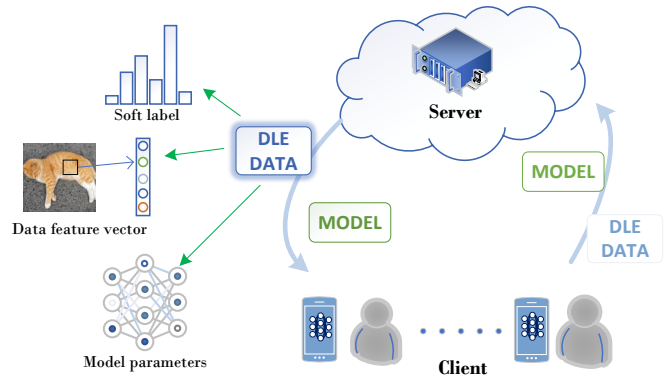 Soft label
Server
DLE
DATA
MODEL
Data feature vector
MODEL
DLE
DATA
Model parameters
Client